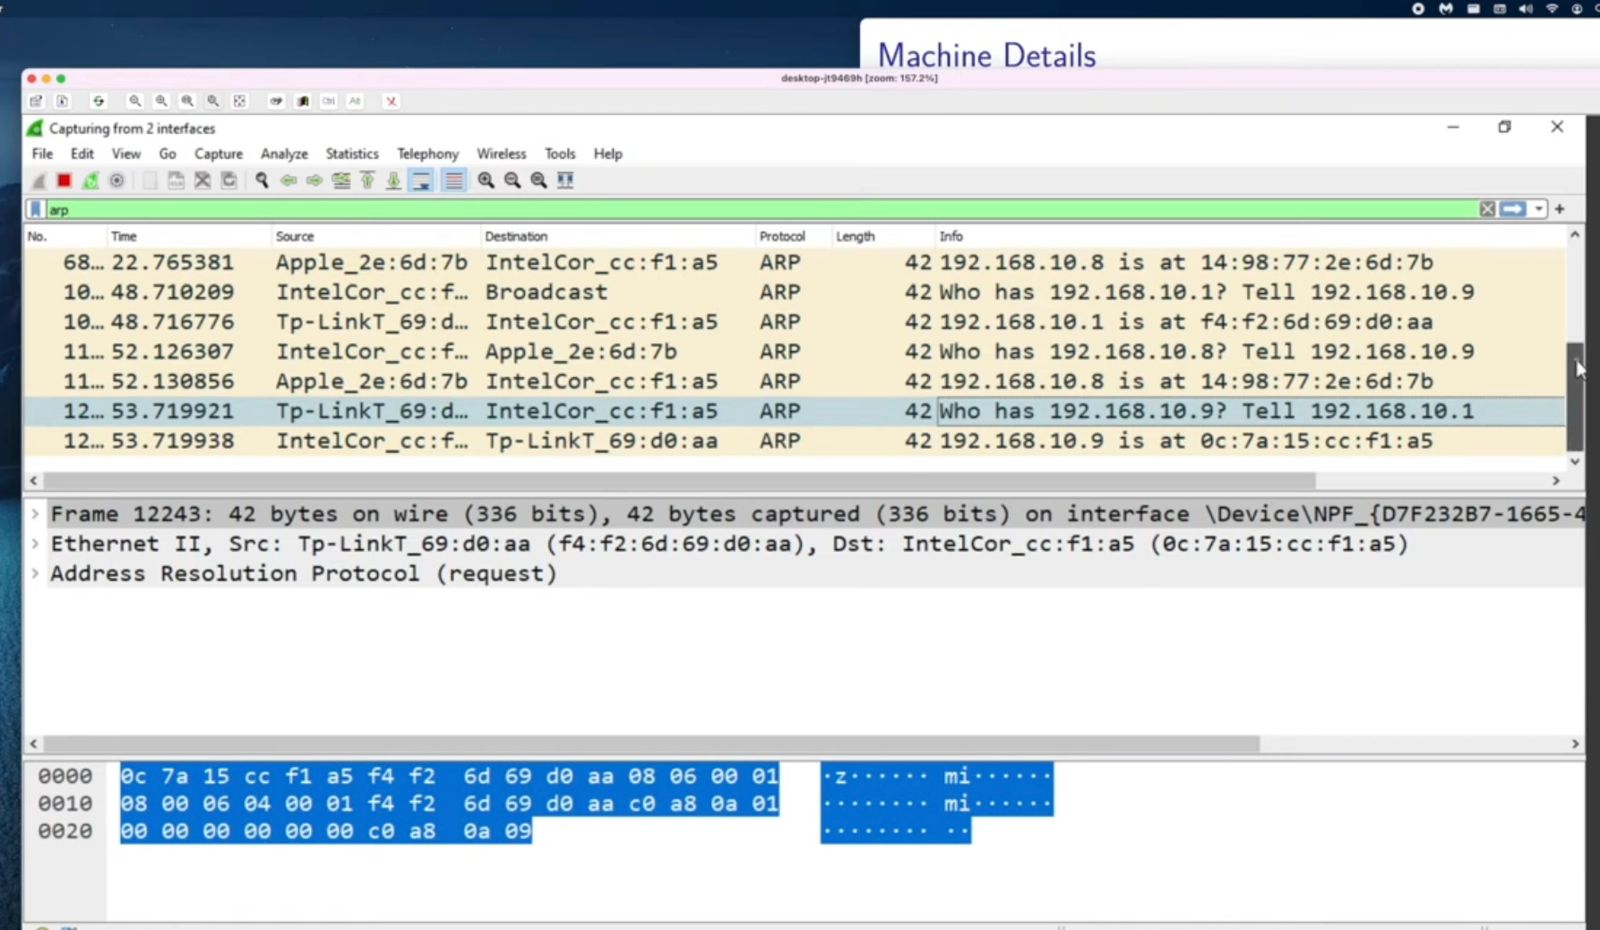 Machine Details
desktop-jt9469h [zoom: 157.2%]
Ctrl Alt
Capturing from 2 interfaces
File Edit View Go Capture Analyze Statistics Telephony Wireless Tools Help
arp
No. Time Source Destination Protocol Length Info
68... 22.765381 Apple_2e:6d:7b IntelCor_cc:f1:a5 ARP 42 192.168.10.8 is at 14:98:77:2e:6d:7b
10... 48.710209 IntelCor_cc:f... Broadcast ARP 42 Who has 192.168.10.1? Tell 192.168.10.9
10... 48.716776 Tp-LinkT_69:d... IntelCor_cc:f1:a5 ARP 42 192.168.10.1 is at f4:f2:6d:69:d0:aa
11... 52.126307 IntelCor_cc:f... Apple_2e:6d:7b ARP 42 Who has 192.168.10.8? Tell 192.168.10.9
11... 52.130856 Apple_2e:6d:7b IntelCor_cc:f1:a5 ARP 42 192.168.10.8 is at 14:98:77:2e:6d:7b
12... 53.719921 Tp-LinkT_69:d... IntelCor_cc:f1:a5 ARP 42 Who has 192.168.10.9? Tell 192.168.10.1
12... 53.719938 IntelCor_cc:f... Tp-LinkT_69:d0:aa ARP 42 192.168.10.9 is at 0c:7a:15:cc:f1:a5
Frame 12243: 42 bytes on wire (336 bits), 42 bytes captured (336 bits) on interface \Device\NPF_{D7F232B7-1665-4
Ethernet II, Src: Tp-LinkT_69:d0:aa (f4:f2:6d:69:d0:aa), Dst: IntelCor_cc:f1:a5 (0c:7a:15:cc:f1:a5)
Address Resolution Protocol (request)
0000 0c 7a 15 cc f1 a5 f4 f2 6d 69 d0 aa 08 06 00 01 ·z······ mi······
0010 08 00 06 04 00 01 f4 f2 6d 69 d0 aa c0 a8 0a 01 ········ mi······
0020 00 00 00 00 00 00 c0 a8 0a 09 ········ ··